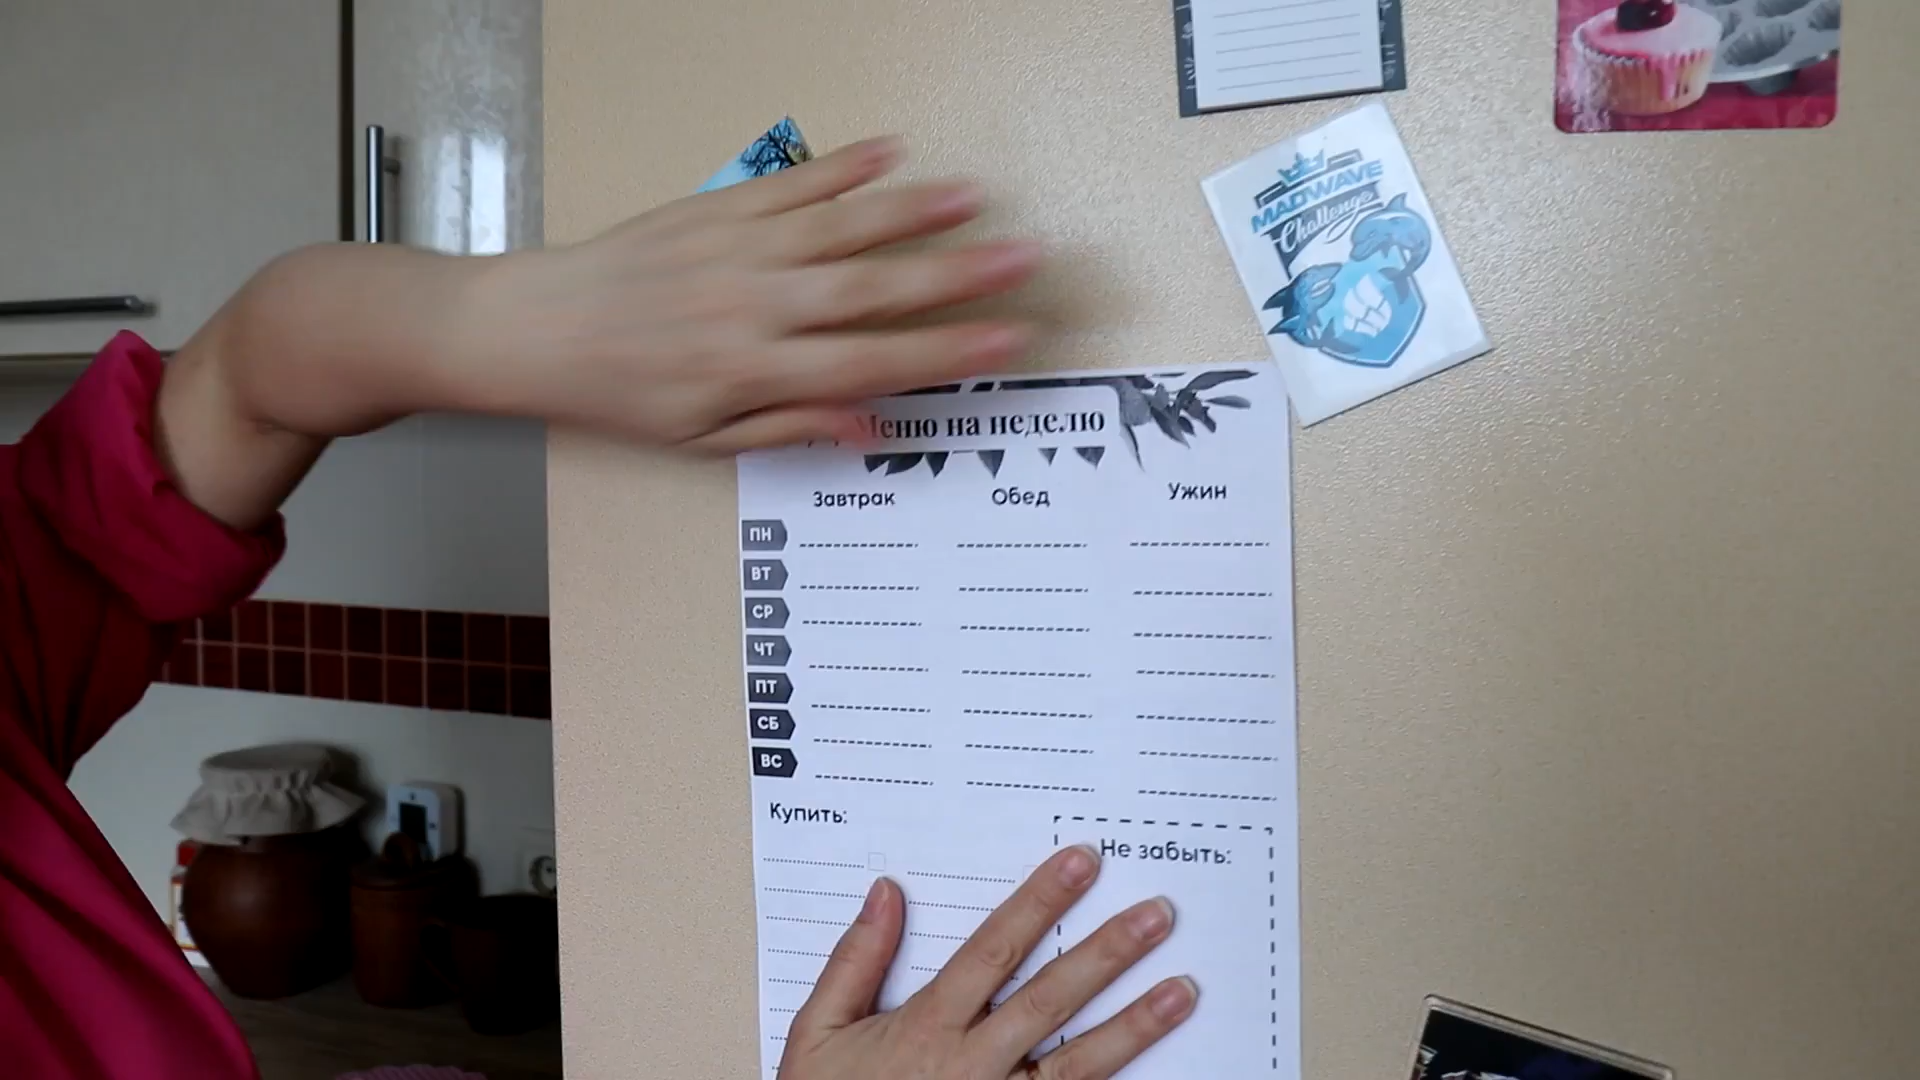 MADWAVE
Challenge
Меню на неделю
Завтрак Обед Ужин
ПН
ВТ
СР
ЧТ
ПТ
СБ
ВС
Купить:
Не забыть: